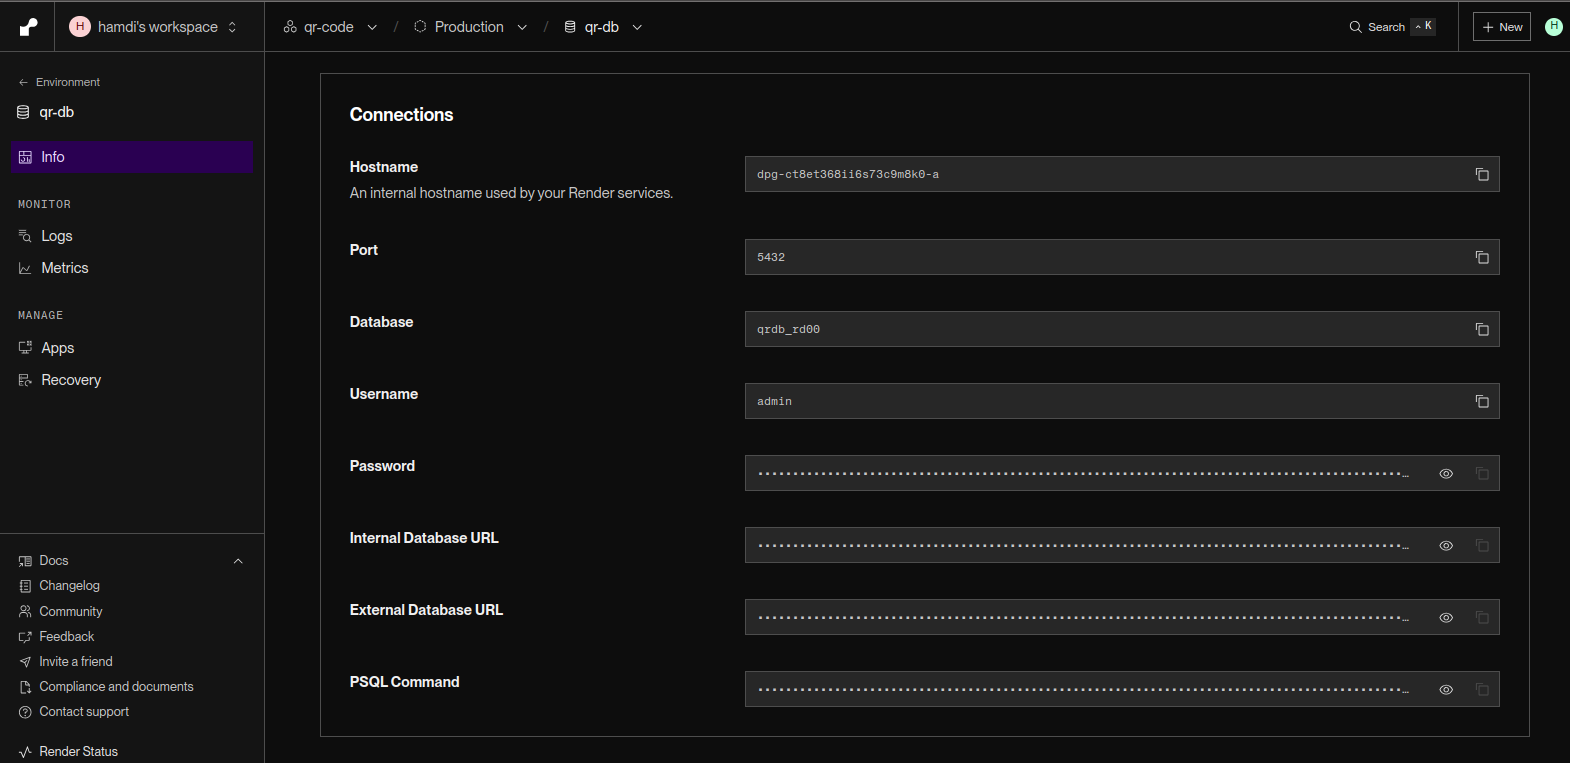 H hamdi's workspace
qr-code / Production / qr-db
Search ⌃ K
+ New
H
← Environment
qr-db
Info
MONITOR
Logs
Metrics
MANAGE
Apps
Recovery
Docs
Changelog
Community
Feedback
Invite a friend
Compliance and documents
Contact support
Render Status
Connections
Hostname
An internal hostname used by your Render services.
dpg-ct8et368ii6s73c9m8k0-a
Port
5432
Database
qrdb_rd00
Username
admin
Password
Internal Database URL
External Database URL
PSQL Command